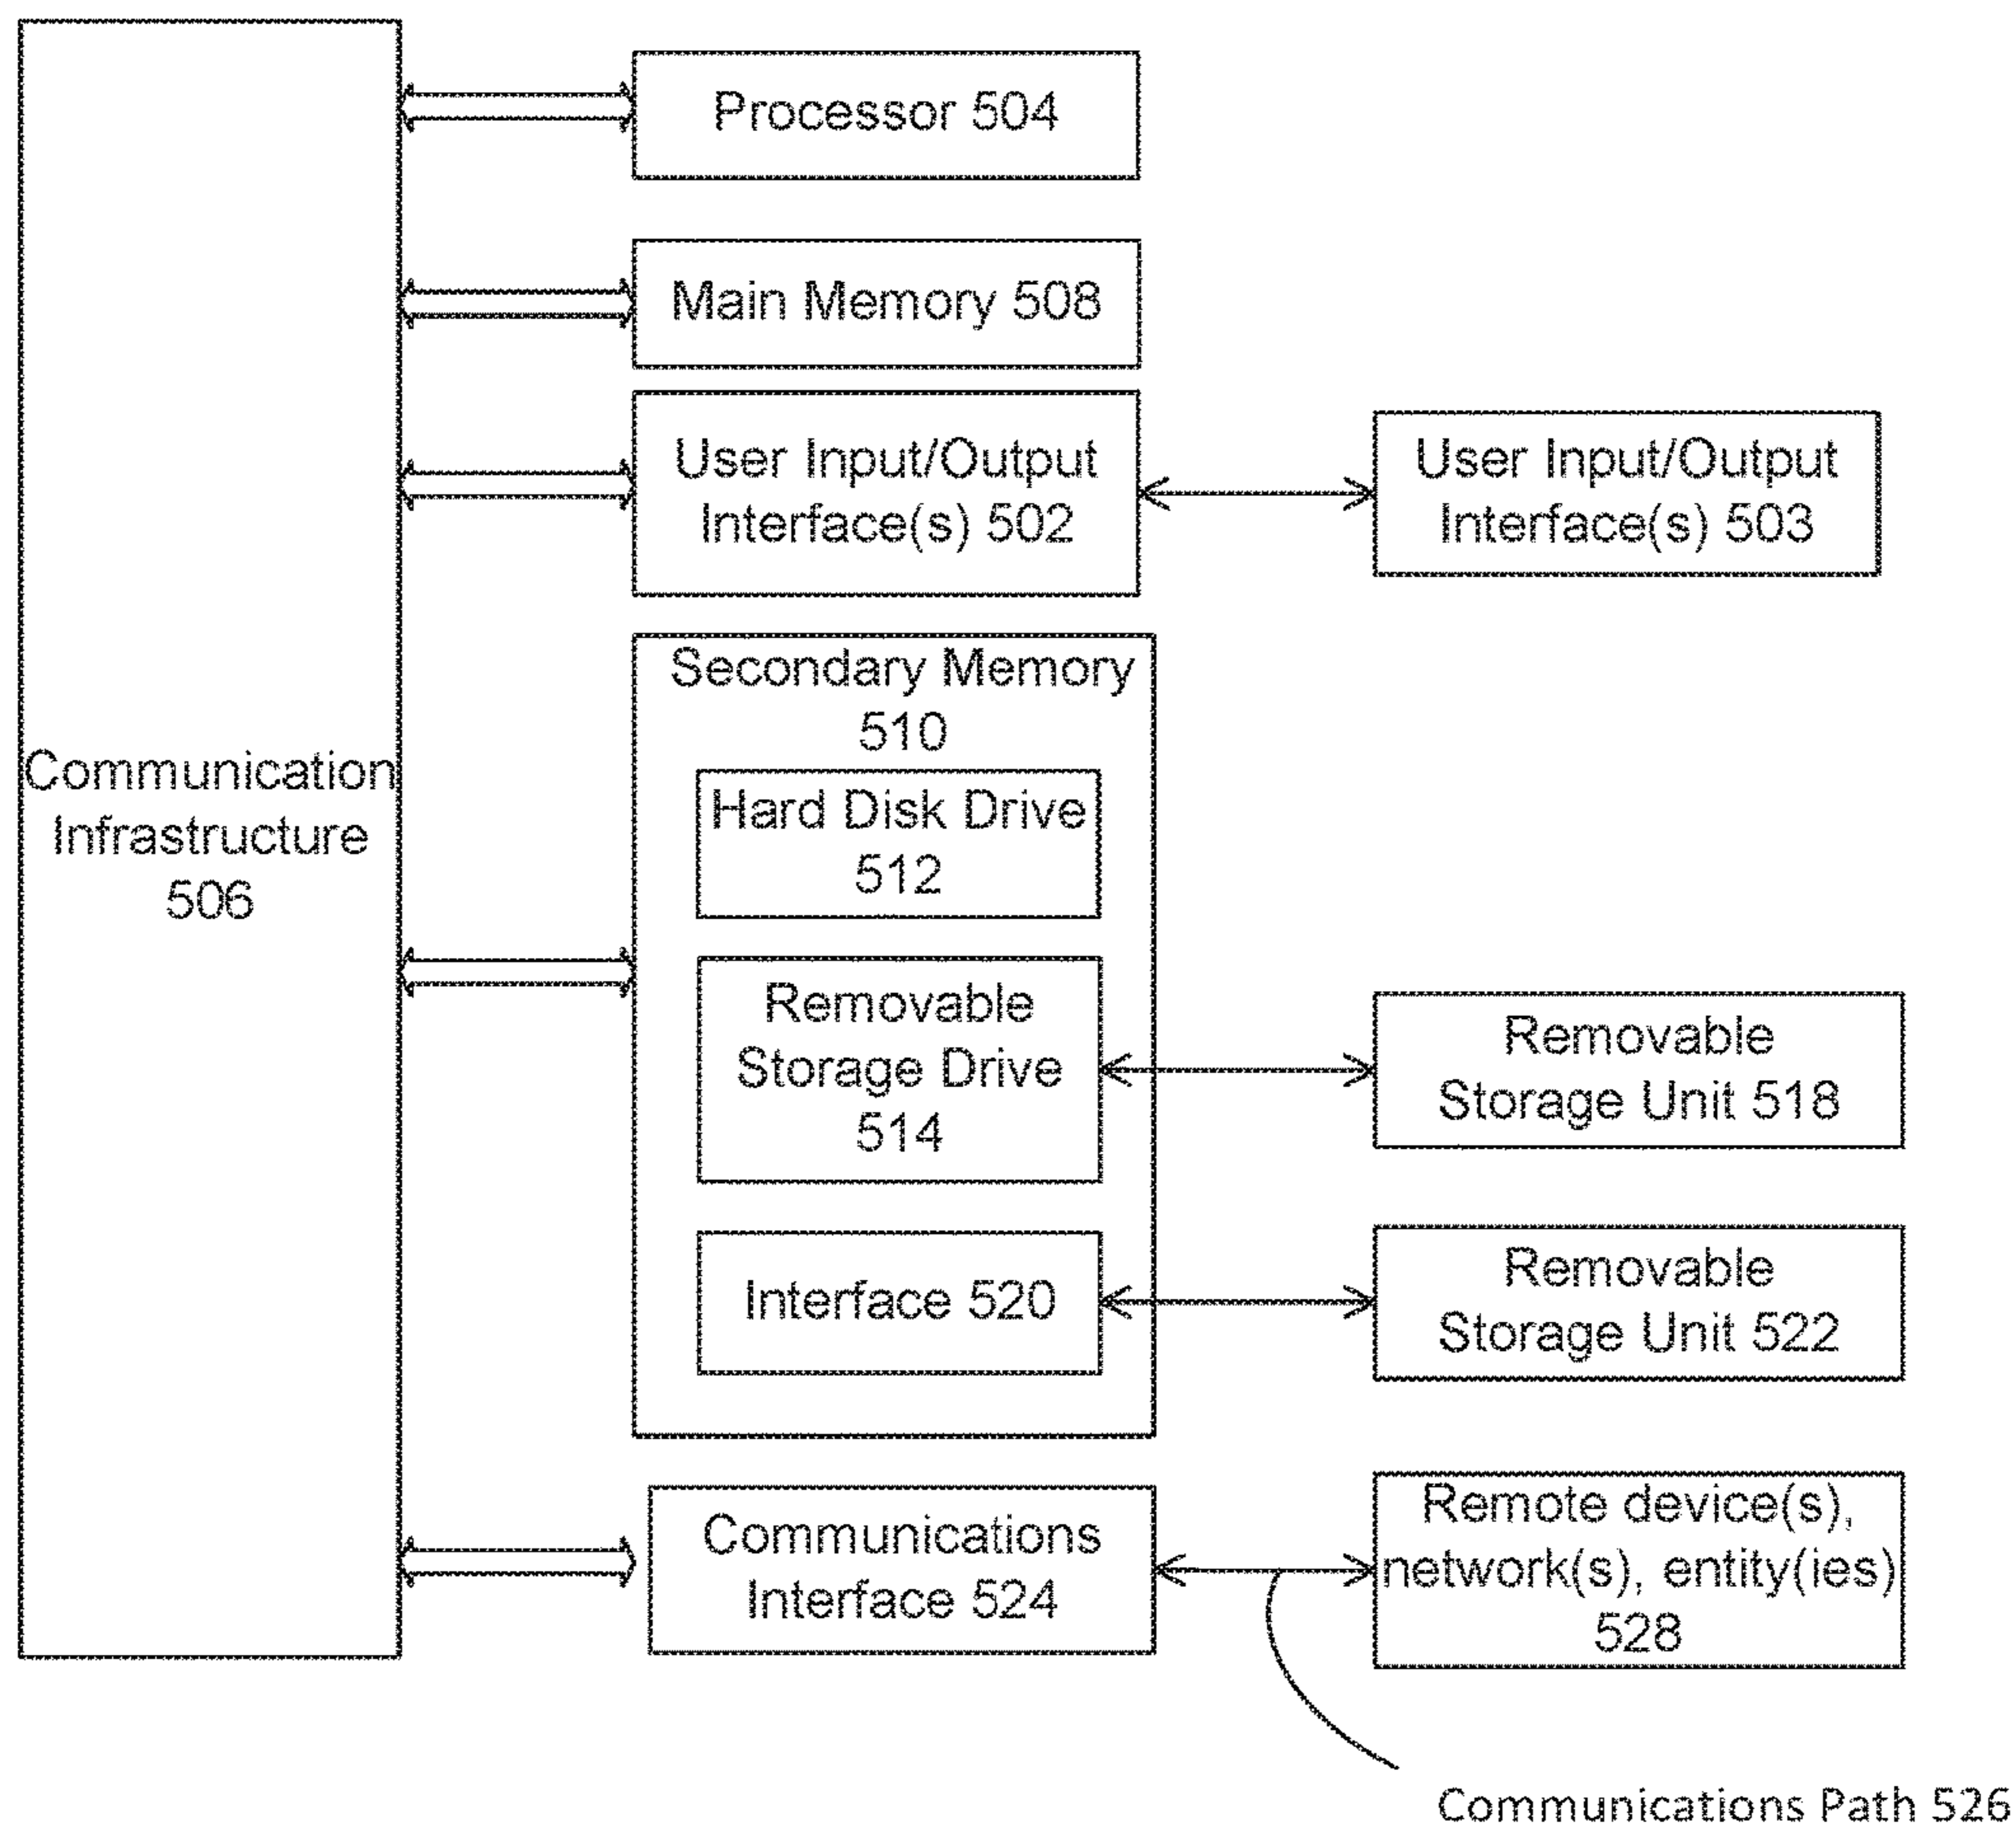 Processor 504
Main Memory 508
User Input/Output
Interface(s) 502
User Input/Output
Interface(s) 503
Communication
Infrastructure
506
Secondary Memory
510
Hard Disk Drive
512
Removable
Storage Drive
514
Removable
Storage Unit 518
Interface 520
Removable
Storage Unit 522
Communications
Interface 524
Remote device(s),
network(s), entity(ies)
528
Communications Path 526